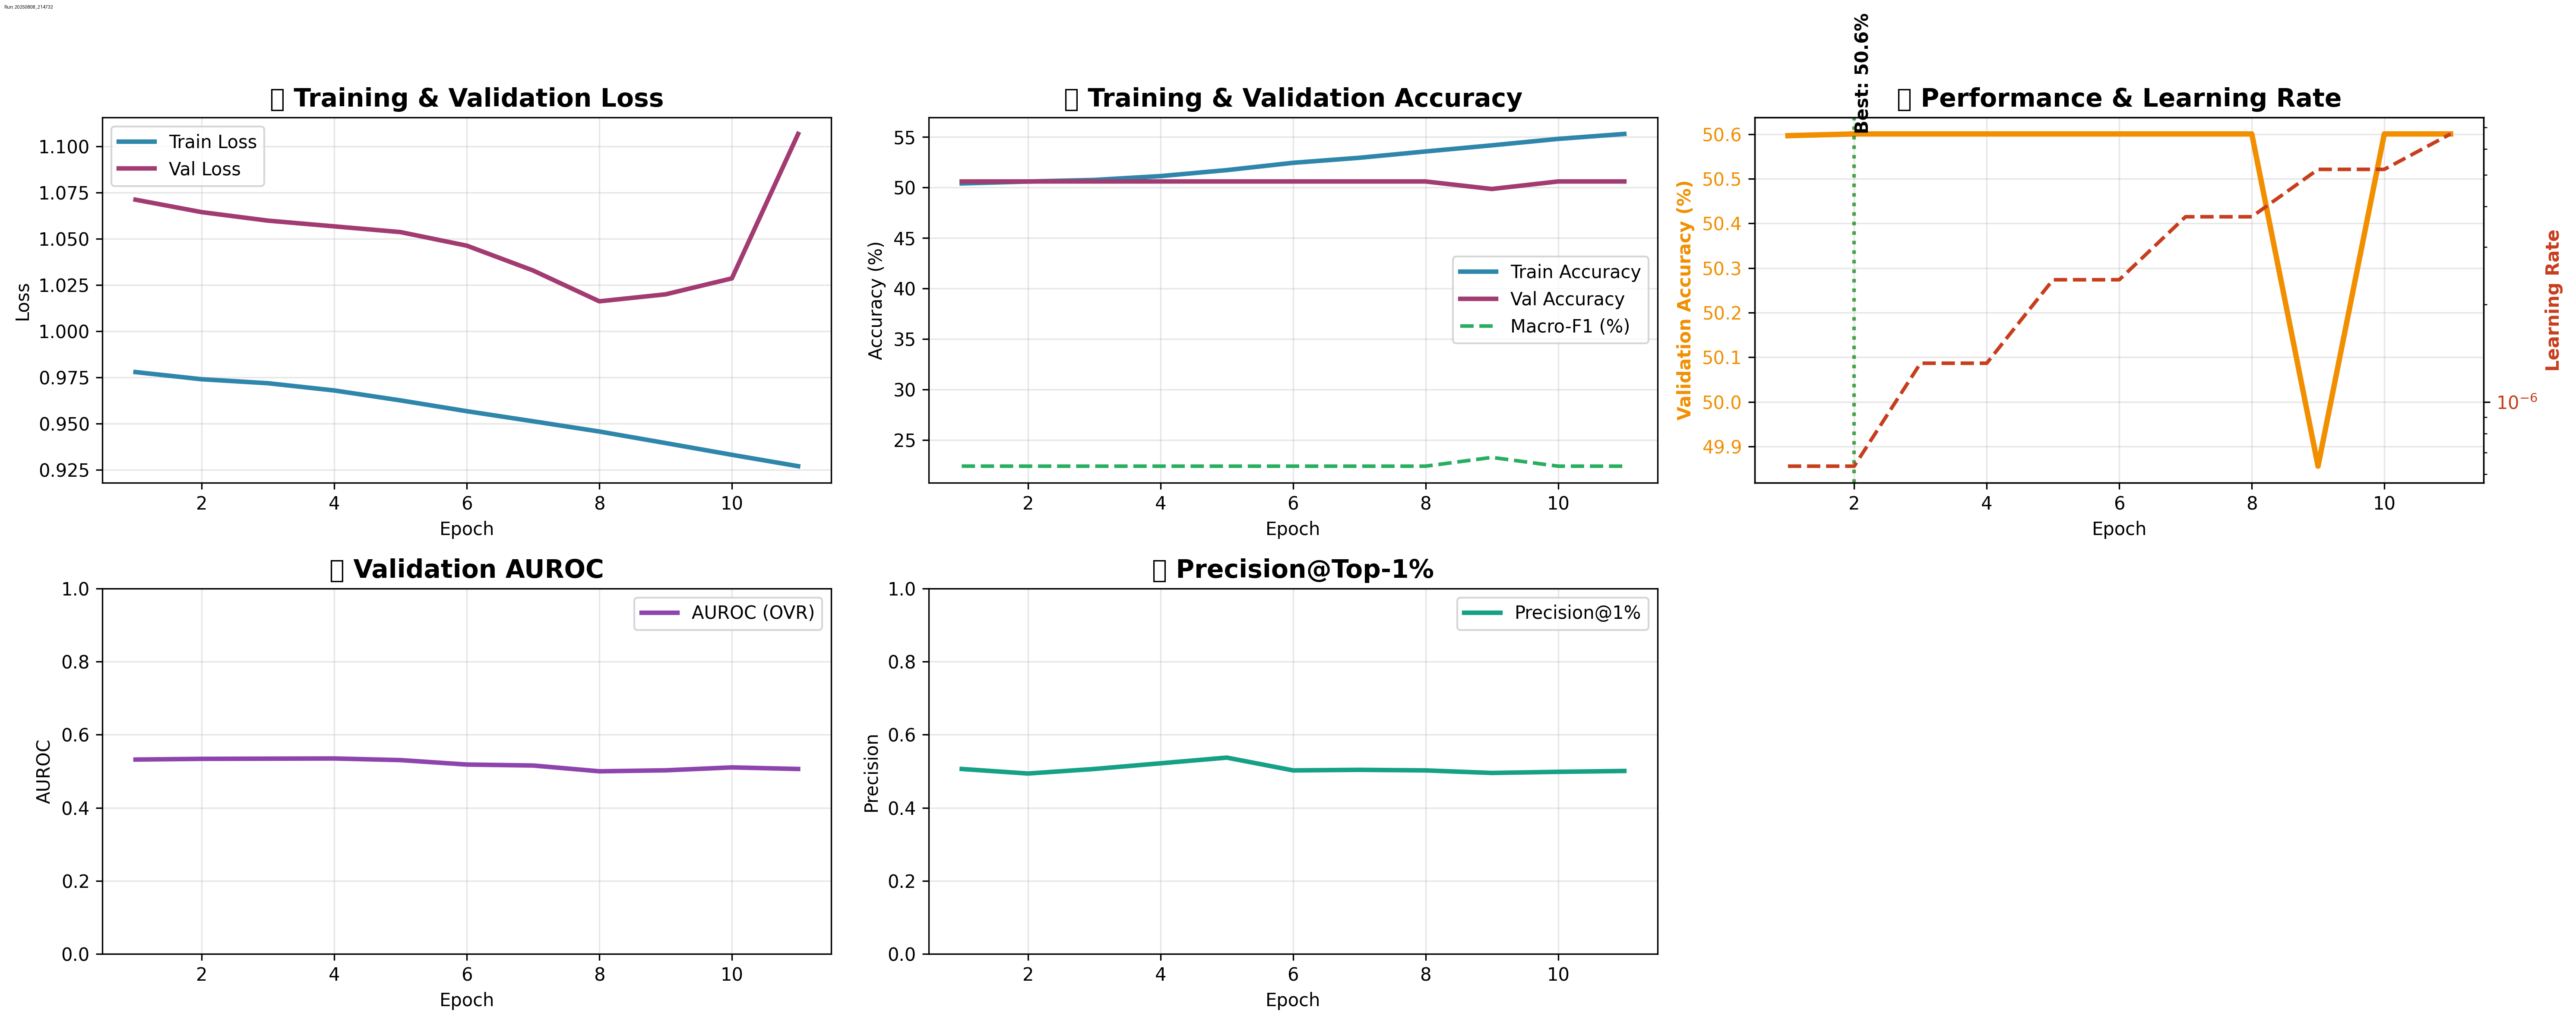 Run: 20250808_214732
Training & Validation Loss
Train Loss
Val Loss
1.100
1.075
1.050
1.025
1.000
0.975
0.950
0.925
Loss
2 4 6 8 10
Epoch
Training & Validation Accuracy
Train Accuracy
Val Accuracy
Macro-F1 (%)
55
50
45
40
35
30
25
Accuracy (%)
2 4 6 8 10
Epoch
Best: 50.6%
Performance & Learning Rate
50.6
50.5
50.4
50.3
50.2
50.1
50.0
49.9
Validation Accuracy (%)
10⁻⁶
Learning Rate
2 4 6 8 10
Epoch
Validation AUROC
AUROC (OVR)
1.0
0.8
0.6
0.4
0.2
0.0
AUROC
2 4 6 8 10
Epoch
Precision@Top-1%
Precision@1%
1.0
0.8
0.6
0.4
0.2
0.0
Precision
2 4 6 8 10
Epoch